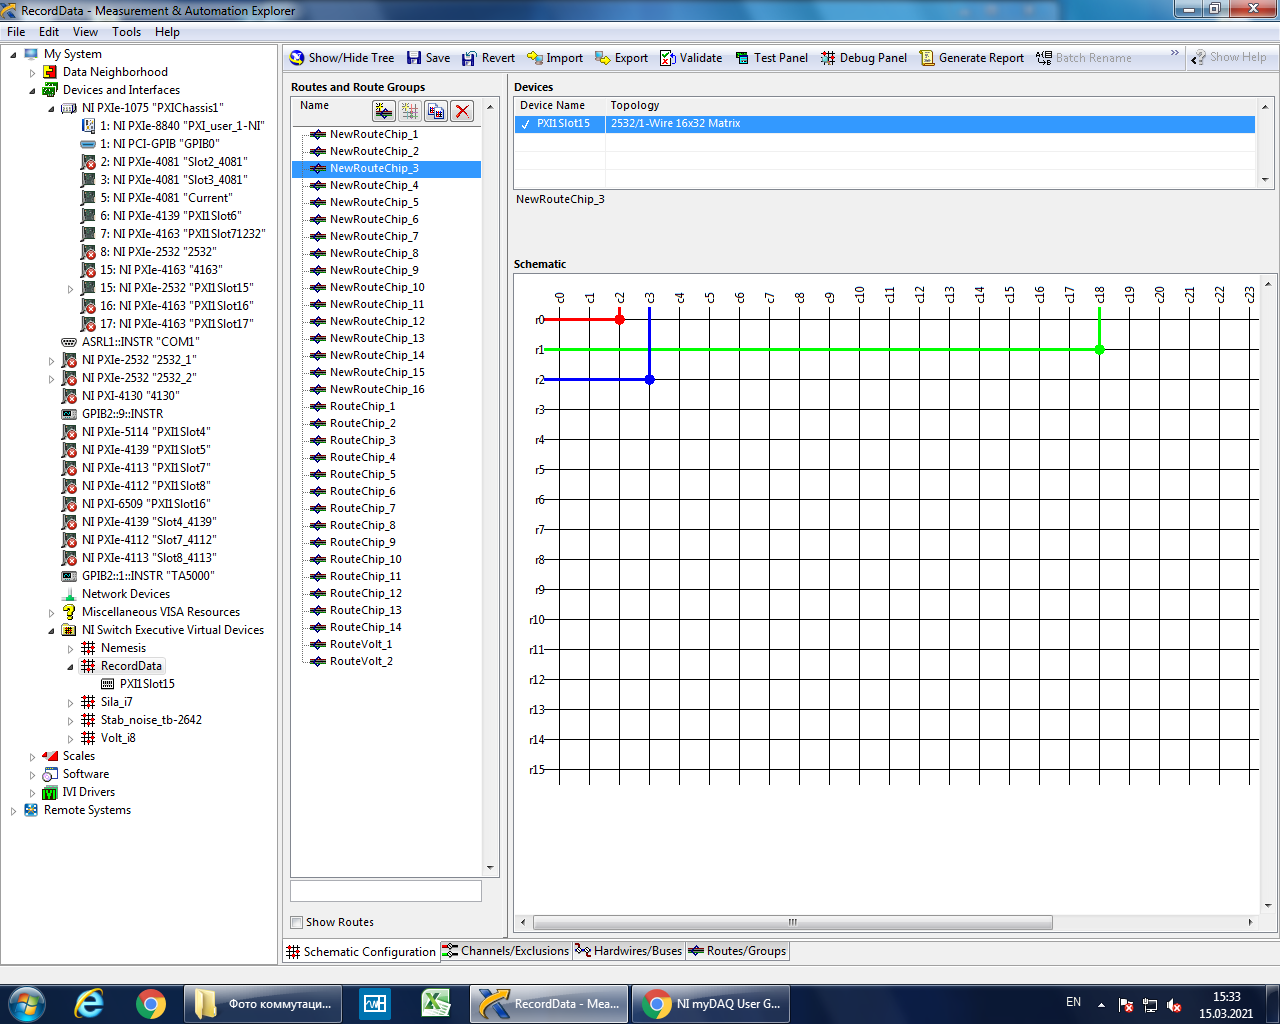 RecordData - Measurement & Automation Explorer
File Edit View Tools Help
My System
Data Neighborhood
Devices and Interfaces
NI PXIe-1075 "PXIChassis1"
1: NI PXIe-8840 "PXI_user_1-NI"
1: NI PCI-GPIB "GPIB0"
2: NI PXIe-4081 "Slot2_4081"
3: NI PXIe-4081 "Slot3_4081"
5: NI PXIe-4081 "Current"
6: NI PXIe-4139 "PXI1Slot6"
7: NI PXIe-4163 "PXI1Slot71232"
8: NI PXIe-2532 "2532"
15: NI PXIe-4163 "4163"
15: NI PXIe-2532 "PXI1Slot15"
16: NI PXIe-4163 "PXI1Slot16"
17: NI PXIe-4163 "PXI1Slot17"
ASRL1::INSTR "COM1"
NI PXIe-2532 "2532_1"
NI PXIe-2532 "2532_2"
NI PXI-4130 "4130"
GPIB2::9::INSTR
NI PXIe-5114 "PXI1Slot4"
NI PXIe-4139 "PXI1Slot5"
NI PXIe-4113 "PXI1Slot7"
NI PXIe-4112 "PXI1Slot8"
NI PXI-6509 "PXI1Slot16"
NI PXIe-4139 "Slot4_4139"
NI PXIe-4112 "Slot7_4112"
NI PXIe-4113 "Slot8_4113"
GPIB2::1::INSTR "TA5000"
Network Devices
Miscellaneous VISA Resources
NI Switch Executive Virtual Devices
Nemesis
RecordData
PXI1Slot15
Sila_i7
Stab_noise_tb-2642
Volt_i8
Scales
Software
IVI Drivers
Remote Systems
Show/Hide Tree Save Revert Import Export Validate Test Panel Debug Panel Generate Report Batch Rename » Show Help
Routes and Route Groups
Name
NewRouteChip_1
NewRouteChip_2
NewRouteChip_3
NewRouteChip_4
NewRouteChip_5
NewRouteChip_6
NewRouteChip_7
NewRouteChip_8
NewRouteChip_9
NewRouteChip_10
NewRouteChip_11
NewRouteChip_12
NewRouteChip_13
NewRouteChip_14
NewRouteChip_15
NewRouteChip_16
RouteChip_1
RouteChip_2
RouteChip_3
RouteChip_4
RouteChip_5
RouteChip_6
RouteChip_7
RouteChip_8
RouteChip_9
RouteChip_10
RouteChip_11
RouteChip_12
RouteChip_13
RouteChip_14
RouteVolt_1
RouteVolt_2
Show Routes
Devices
Device Name Topology
PXI1Slot15 2532/1-Wire 16x32 Matrix
NewRouteChip_3
Schematic
c0 c1 c2 c3 c4 c5 c6 c7 c8 c9 c10 c11 c12 c13 c14 c15 c16 c17 c18 c19 c20 c21 c22 c23
r0
r1
r2
r3
r4
r5
r6
r7
r8
r9
r10
r11
r12
r13
r14
r15
Schematic Configuration Channels/Exclusions Hardwires/Buses Routes/Groups
Фото коммутаци... RecordData - Mea... NI myDAQ User G... EN 15:33
15.03.2021